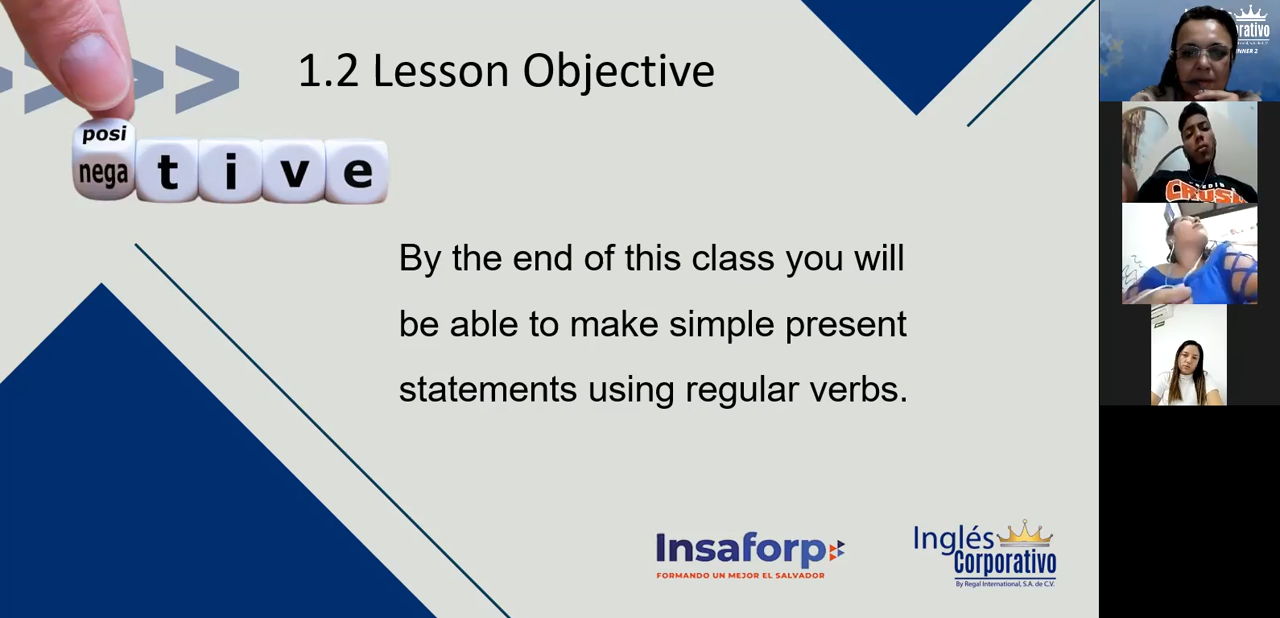 1.2 Lesson Objective
posi
nega
t i v e
By the end of this class you will
be able to make simple present
statements using regular verbs.
Insaforp
FORMANDO UN MEJOR EL SALVADOR
Inglés
Corporativo
By Regal International, S.A. de C.V.
CRUSH